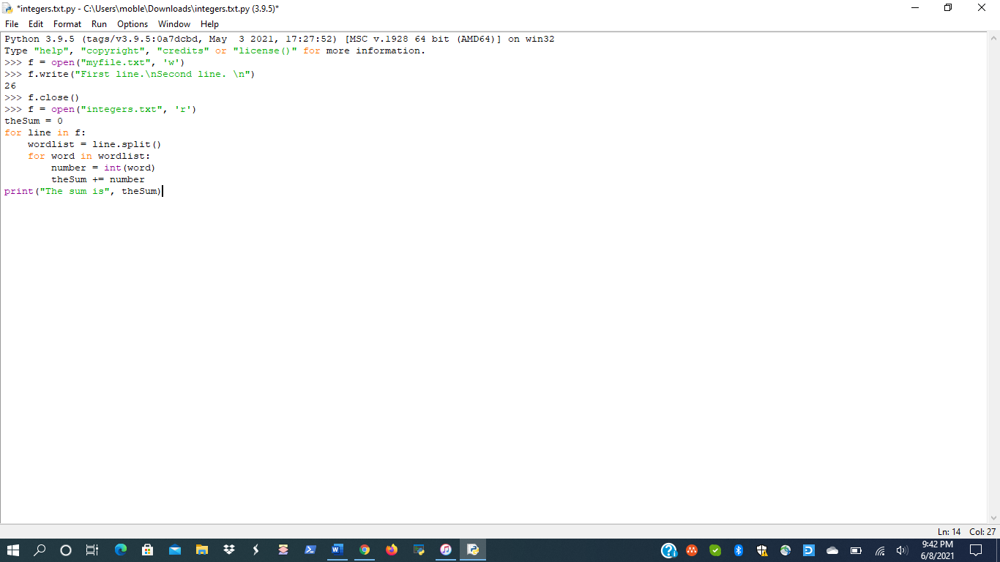 *integers.txt.py - C:\Users\moble\Downloads\integers.txt.py (3.9.5)*
File Edit Format Run Options Window Help
Python 3.9.5 (tags/v3.9.5:0a7dcbd, May  3 2021, 17:27:52) [MSC v.1928 64 bit (AMD64)] on win32
Type "help", "copyright", "credits" or "license()" for more information.
>>> f = open("myfile.txt", 'w')
>>> f.write("First line.\nSecond line. \n")
26
>>> f.close()
>>> f = open("integers.txt", 'r')
theSum = 0
for line in f:
    wordlist = line.split()
    for word in wordlist:
        number = int(word)
        theSum += number
print("The sum is", theSum)
Ln: 14 Col: 27
9:42 PM
6/8/2021